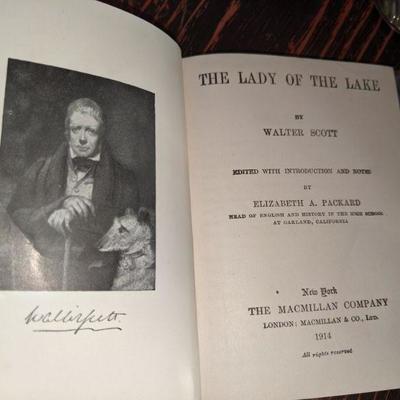 Walter Scott.
THE LADY OF THE LAKE
BY
WALTER SCOTT
EDITED WITH INTRODUCTION AND NOTES
BY
ELIZABETH A. PACKARD
HEAD OF ENGLISH AND HISTORY IN THE HIGH SCHOOL
AT OAKLAND, CALIFORNIA
New York
THE MACMILLAN COMPANY
LONDON: MACMILLAN & CO., LTD.
1914
All rights reserved